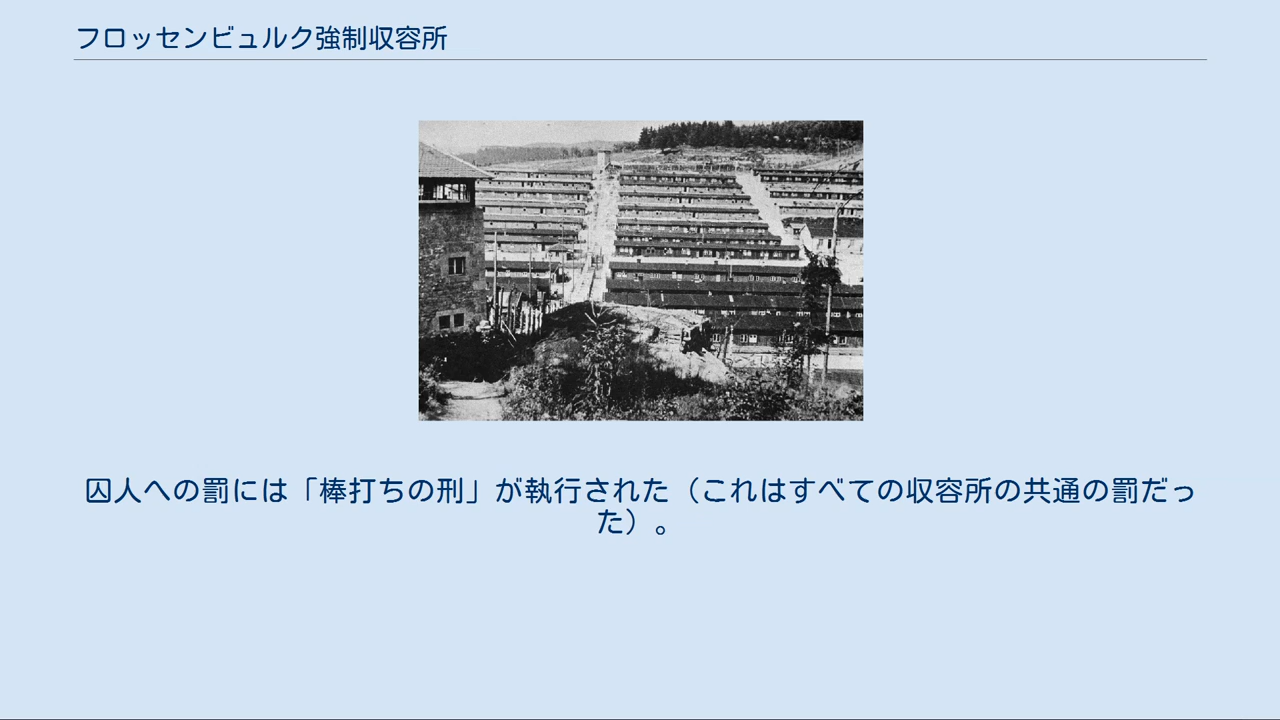 フロッセンビュルク強制収容所
囚人への罰には「棒打ちの刑」が執行された（これはすべての収容所の共通の罰だっ
た）。